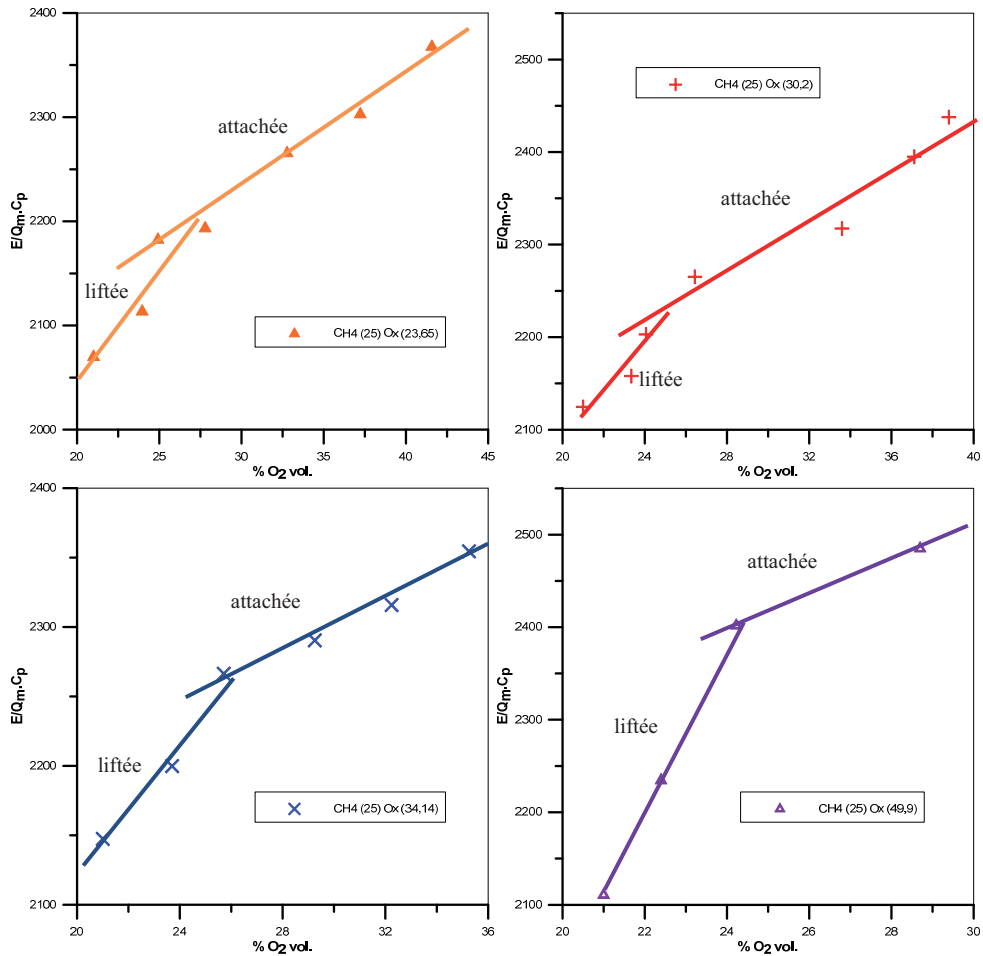 2400
2300
2200
2100
2000
E/Qm.Cp
attachée
liftée
CH4 (25) Ox (23,65)
20 25 30 35 40 45
% O2 vol.
2500
2400
2300
2200
2100
E/Qm.Cp
CH4 (25) Ox (30,2)
attachée
liftée
20 24 28 32 36 40
% O2 vol.
2400
2300
2200
2100
E/Qm.Cp
attachée
liftée
CH4 (25) Ox (34,14)
20 24 28 32 36
% O2 vol.
2500
2400
2300
2200
2100
E/Qm.Cp
attachée
liftée
CH4 (25) Ox (49,9)
20 22 24 26 28 30
% O2 vol.